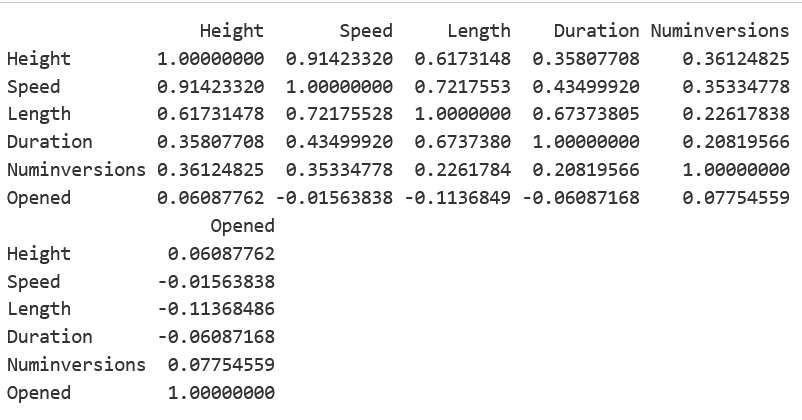 Height Speed Length Duration Numinversions
Height 1.00000000 0.91423320 0.6173148 0.35807708 0.36124825
Speed 0.91423320 1.00000000 0.7217553 0.43499920 0.35334778
Length 0.61731478 0.72175528 1.0000000 0.67373805 0.22617838
Duration 0.35807708 0.43499920 0.6737380 1.00000000 0.20819566
Numinversions 0.36124825 0.35334778 0.2261784 0.20819566 1.00000000
Opened 0.06087762 -0.01563838 -0.1136849 -0.06087168 0.07754559
Opened
Height 0.06087762
Speed -0.01563838
Length -0.11368486
Duration -0.06087168
Numinversions 0.07754559
Opened 1.00000000